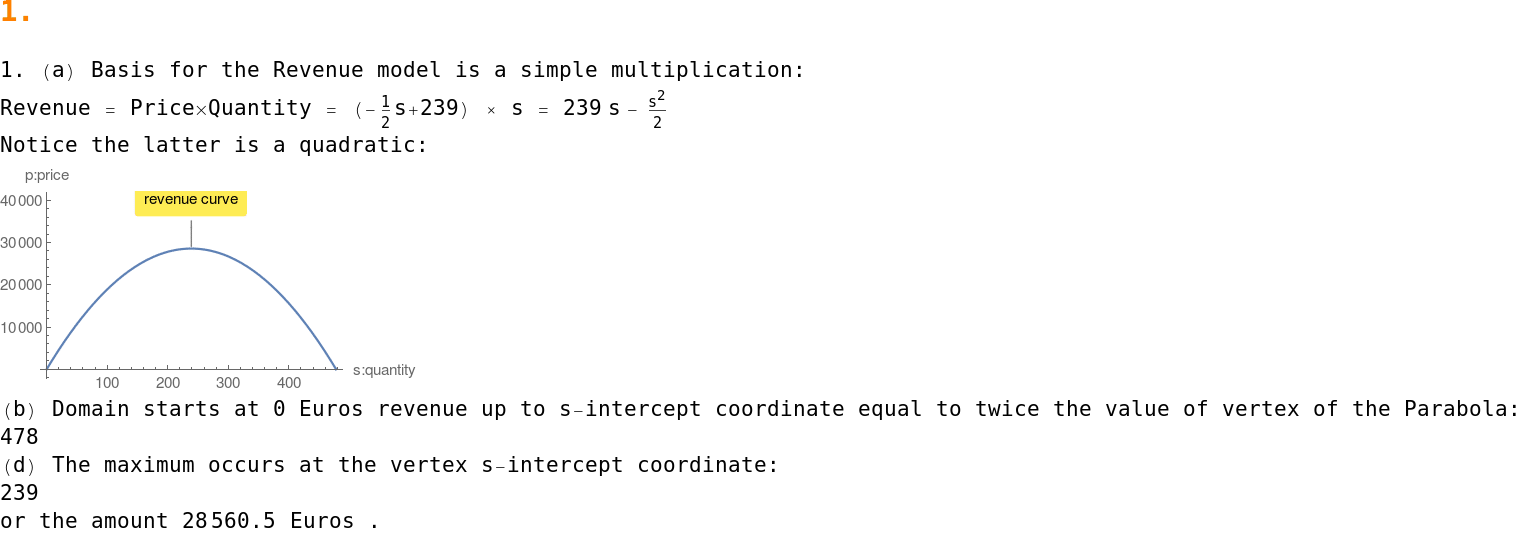 1.
1. (a) Basis for the Revenue model is a simple multiplication:
Revenue = Price×Quantity = (-1/2 s+239) × s = 239 s - s²/2
Notice the latter is a quadratic:
p:price
revenue curve
40000
30000
20000
10000
100 200 300 400
s:quantity
(b) Domain starts at 0 Euros revenue up to s-intercept coordinate equal to twice the value of vertex of the Parabola:
478
(d) The maximum occurs at the vertex s-intercept coordinate:
239
or the amount 28560.5 Euros .